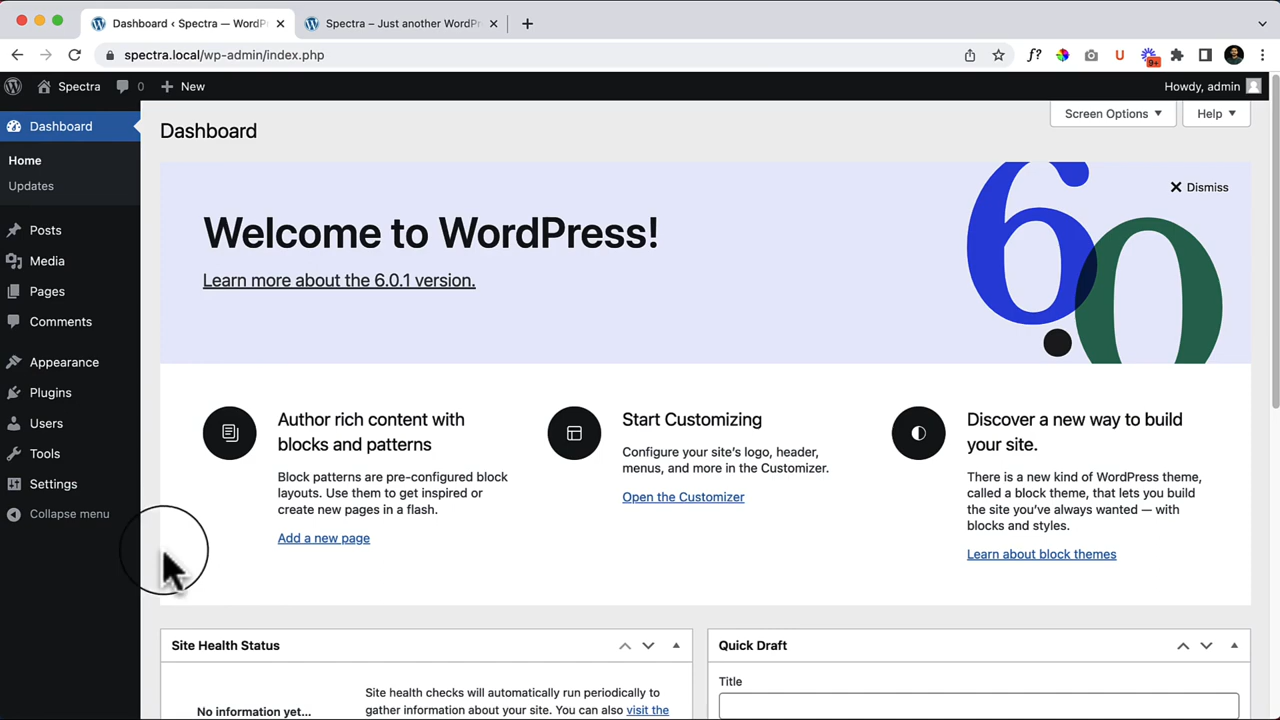 Dashboard ‹ Spectra — WordPr
Spectra – Just another WordPr
spectra.local/wp-admin/index.php
f?
U
9+
Spectra
0
New
Howdy, admin
Dashboard
Home
Updates
Posts
Media
Pages
Comments
Appearance
Plugins
Users
Tools
Settings
Collapse menu
Dashboard
Screen Options
Help
Welcome to WordPress!
Learn more about the 6.0.1 version.
6.0
Dismiss
Author rich content with
blocks and patterns
Block patterns are pre-configured block
layouts. Use them to get inspired or
create new pages in a flash.
Add a new page
Start Customizing
Configure your site's logo, header,
menus, and more in the Customizer.
Open the Customizer
Discover a new way to build
your site.
There is a new kind of WordPress theme,
called a block theme, that lets you build
the site you've always wanted — with
blocks and styles.
Learn about block themes
Site Health Status
No information yet...
Site health checks will automatically run periodically to
gather information about your site. You can also visit the
Quick Draft
Title